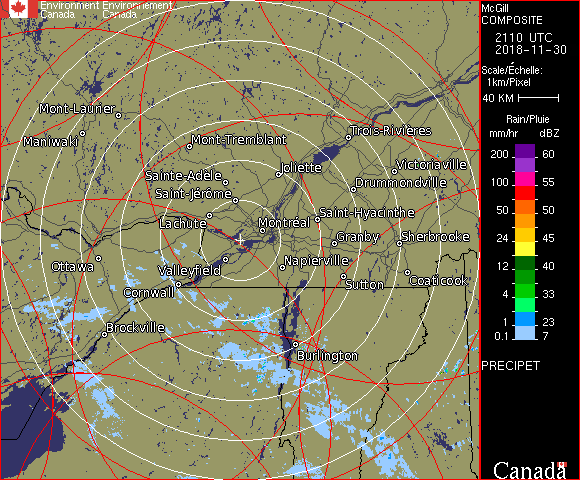 Environment Environnement
Canada Canada
McGill
COMPOSITE
2110 UTC
2018-11-30
Scale/Échelle:
1km/Pixel
40 KM
Rain/Pluie
mm/hr dBZ
200 60
100 55
50 50
24 45
12 40
4 33
1 23
0.1 7
PRECIPET
Canada
Mont-Laurier
Maniwaki
Mont-Tremblant
Trois-Rivières
Sainte-Adèle
Joliette
Victoriaville
Saint-Jérôme
Drummondville
Lachute
Montréal
Saint-Hyacinthe
Granby
Sherbrooke
Ottawa
Valleyfield
Napierville
Cornwall
Sutton
Coaticook
Brockville
Burlington